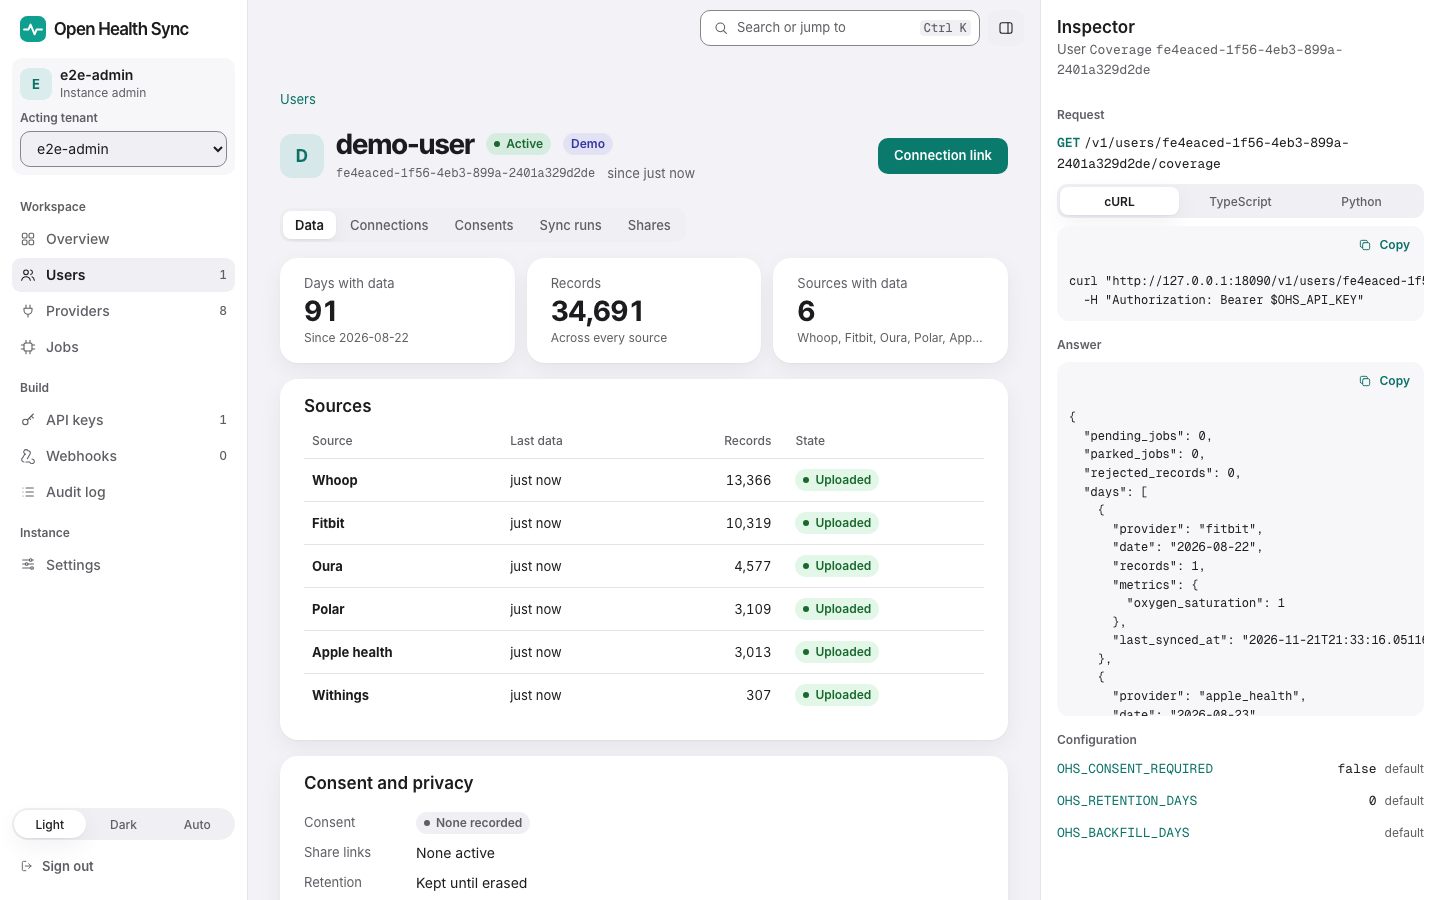 Open Health Sync
E
e2e-admin
Instance admin
Acting tenant
e2e-admin
Workspace
Overview
Users 1
Providers 8
Jobs
Build
API keys 1
Webhooks 0
Audit log
Instance
Settings
Light Dark Auto
Sign out
Search or jump to Ctrl K
Users
D
demo-user Active Demo
fe4eaced-1f56-4eb3-899a-2401a329d2de since just now
Connection link
Data Connections Consents Sync runs Shares
Days with data
91
Since 2026-08-22
Records
34,691
Across every source
Sources with data
6
Whoop, Fitbit, Oura, Polar, App...
Sources
Source Last data Records State
Whoop just now 13,366 Uploaded
Fitbit just now 10,319 Uploaded
Oura just now 4,577 Uploaded
Polar just now 3,109 Uploaded
Apple health just now 3,013 Uploaded
Withings just now 307 Uploaded
Consent and privacy
Consent None recorded
Share links None active
Retention Kept until erased
Inspector
User Coverage fe4eaced-1f56-4eb3-899a-
2401a329d2de
Request
GET /v1/users/fe4eaced-1f56-4eb3-899a-
2401a329d2de/coverage
cURL TypeScript Python
Copy
curl "http://127.0.0.1:18090/v1/users/fe4eaced-1f5
-H "Authorization: Bearer $OHS_API_KEY"
Answer
Copy
{
"pending_jobs": 0,
"parked_jobs": 0,
"rejected_records": 0,
"days": [
{
"provider": "fitbit",
"date": "2026-08-22",
"records": 1,
"metrics": {
"oxygen_saturation": 1
},
"last_synced_at": "2026-11-21T21:33:16.05116
},
{
"provider": "apple_health",
"date": "2026-08-23"
Configuration
OHS_CONSENT_REQUIRED false default
OHS_RETENTION_DAYS 0 default
OHS_BACKFILL_DAYS default